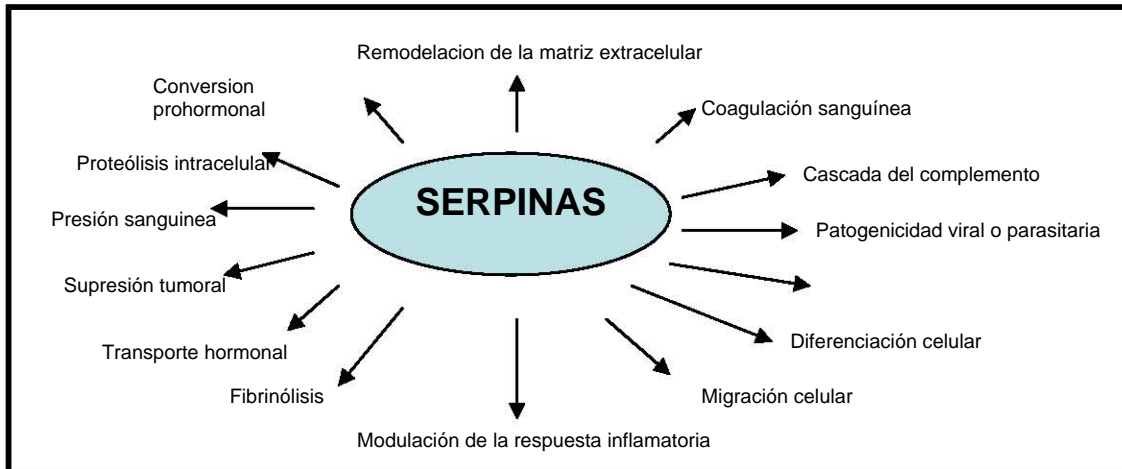 Remodelacion de la matriz extracelular
Conversion
prohormonal
Coagulación sanguínea
Proteólisis intracelular
Cascada del complemento
SERPINAS
Presión sanguinea
Patogenicidad viral o parasitaria
Supresión tumoral
Diferenciación celular
Transporte hormonal
Fibrinólisis
Migración celular
Modulación de la respuesta inflamatoria